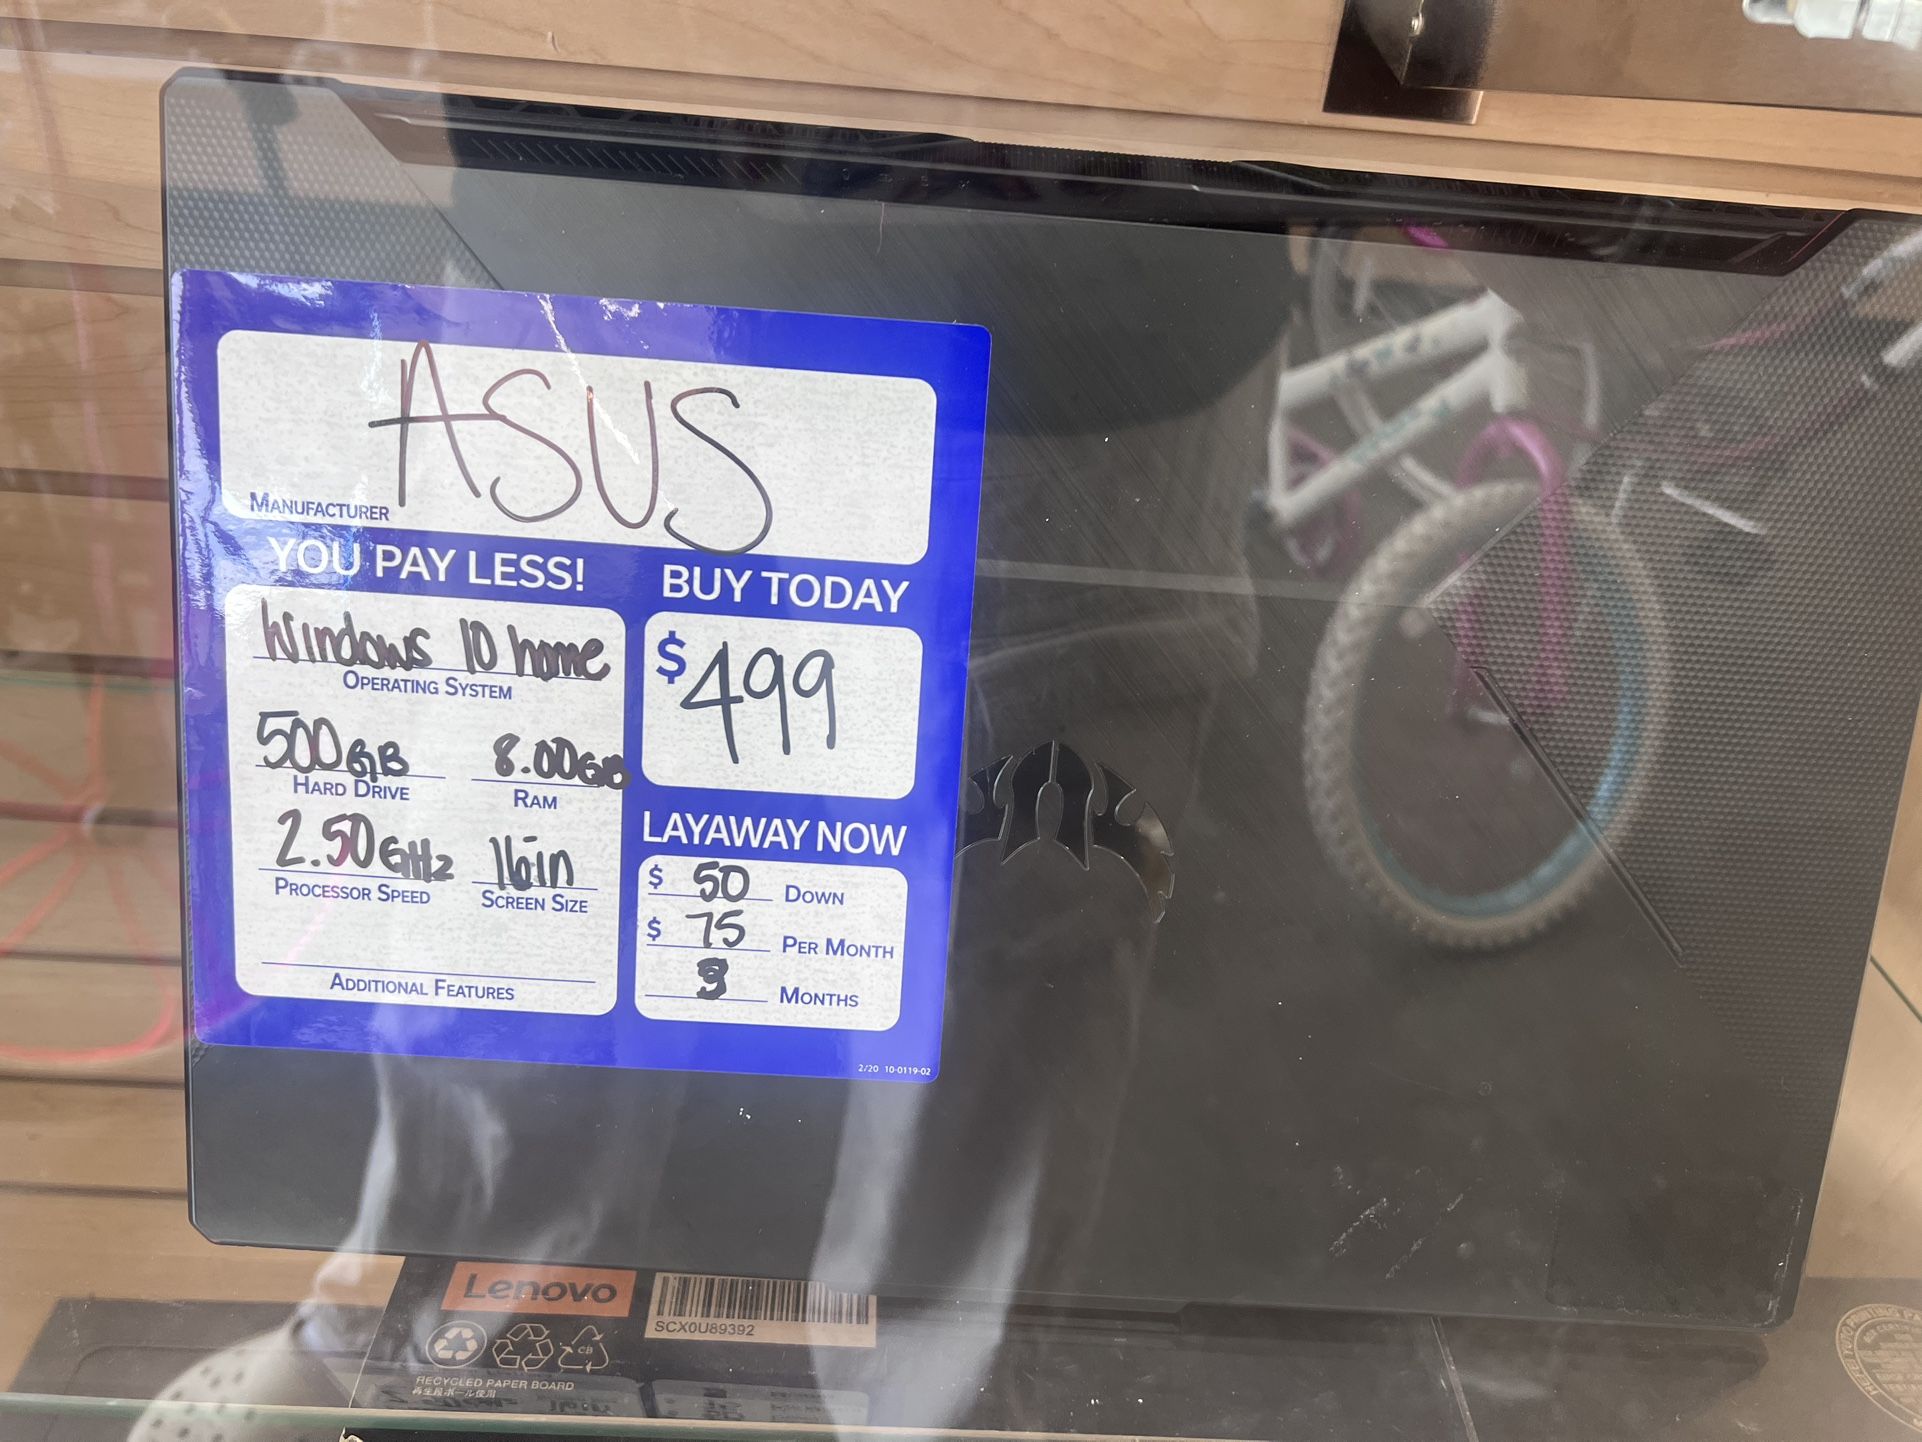 ASUS
MANUFACTURER
YOU PAY LESS!
Windows 10 home
OPERATING SYSTEM
500GB 8.00GB
HARD DRIVE RAM
2.50GHz 16in
PROCESSOR SPEED SCREEN SIZE
ADDITIONAL FEATURES
BUY TODAY
$499
LAYAWAY NOW
$ 50 DOWN
$ 75 PER MONTH
MONTHS
2/20 10-0119-02
Lenovo
SCX0U89392
RECYCLED PAPER BOARD
再生段ボール使用